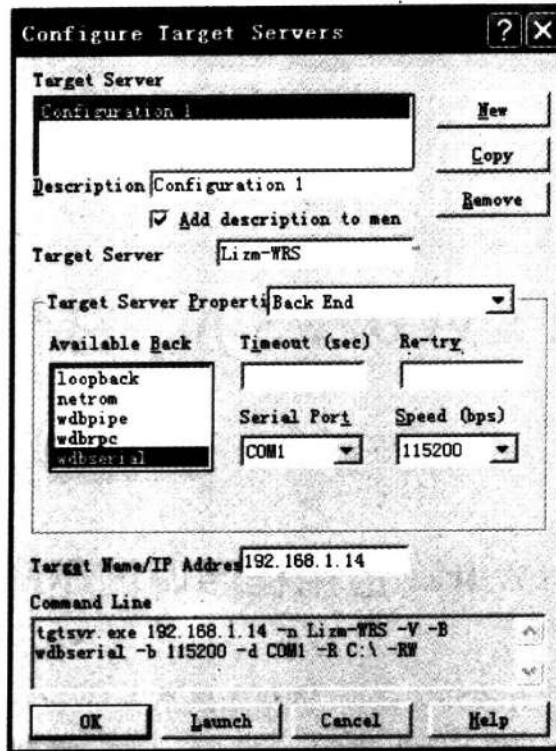 Configure Target Servers
Target Server
Configuration 1
New
Copy
Remove
Description Configuration 1
Add description to men
Target Server Lizm-WRS
Target Server Properti Back End
Available Back
Timeout (sec) Re-try
loopback
netrom
wdbpipe
wdbrpc
wdbserial
Serial Port Speed (bps)
COM1 115200
Target Name/IP Addres 192.168.1.14
Command Line
tgtsvr.exe 192.168.1.14 -n Lizm-WRS -V -B
wdbserial -b 115200 -d COM1 -R C:\ -RW
OK Launch Cancel Help